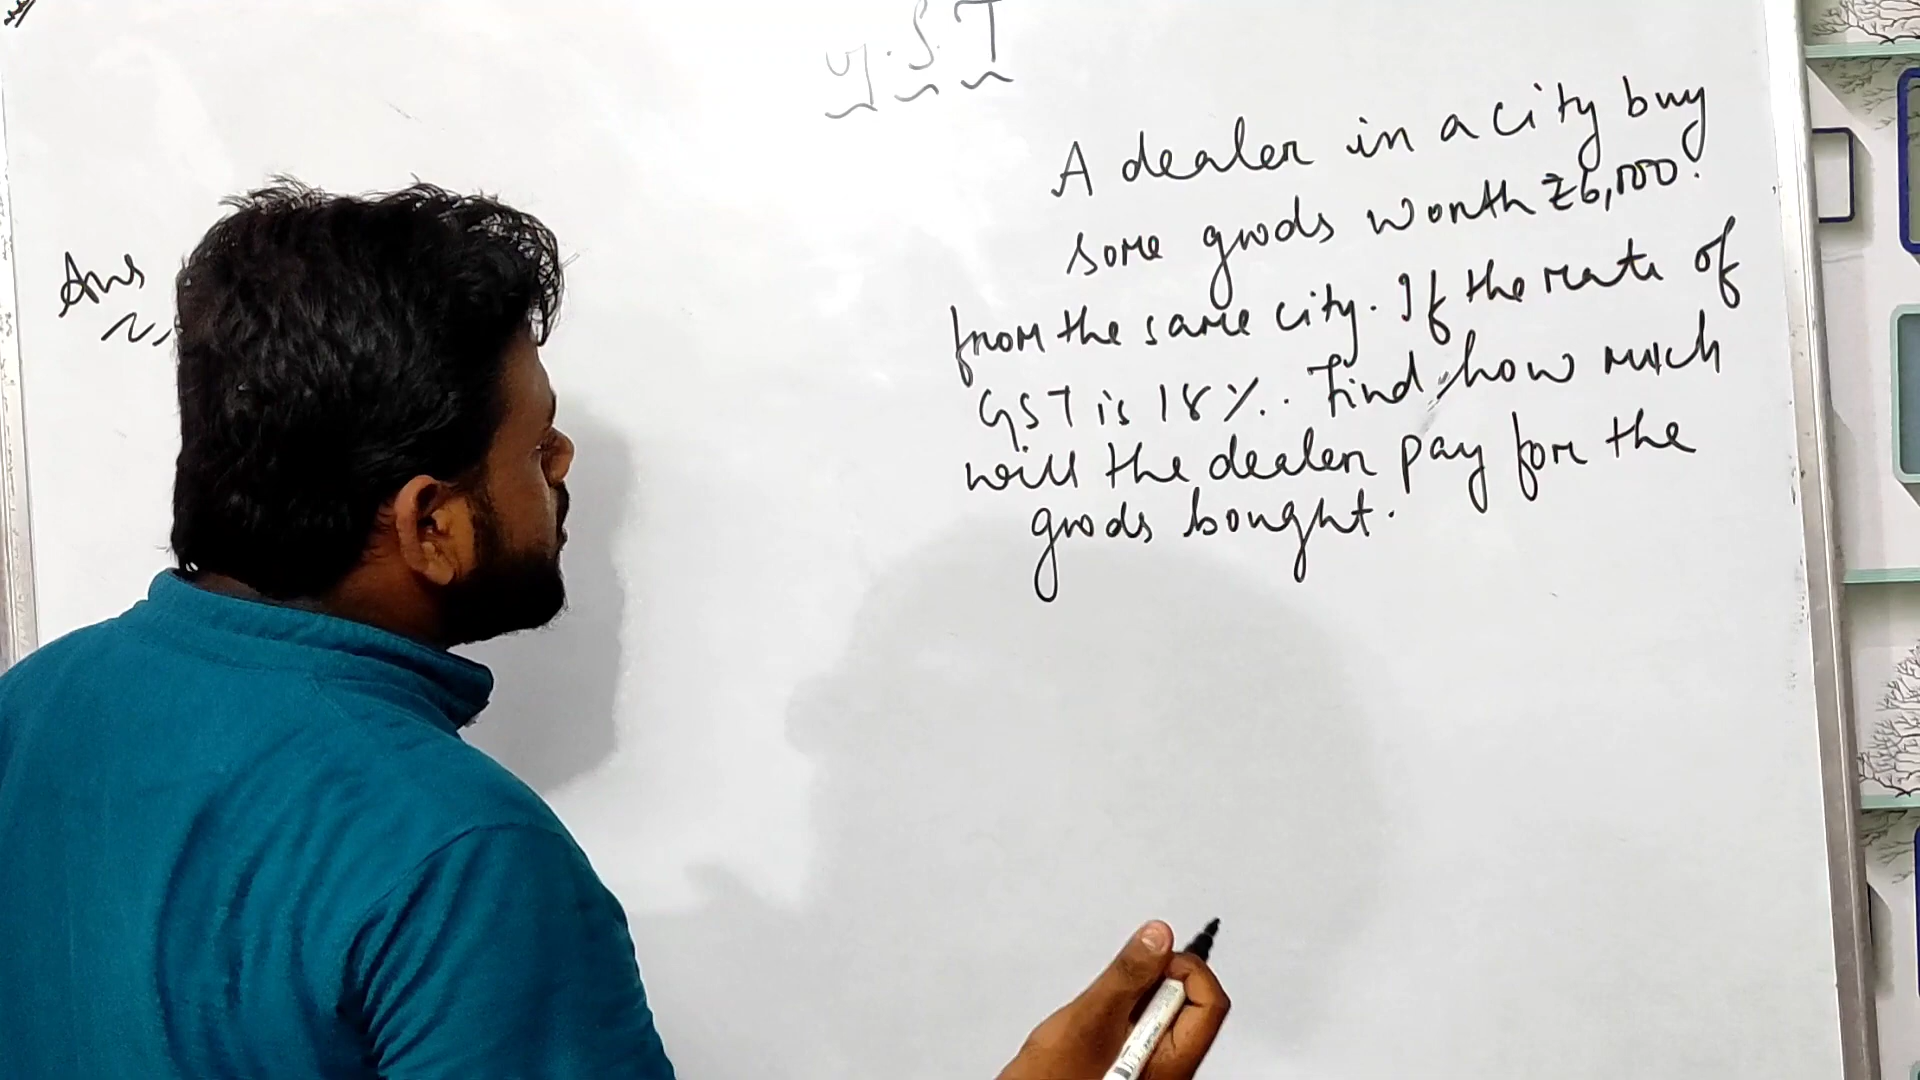 G.S.T
A dealer in a city buy
some goods worth ₹6,000.
from the same city. If the rate of
GST is 18%. Find how much
will the dealer pay for the
goods bought.
Ans